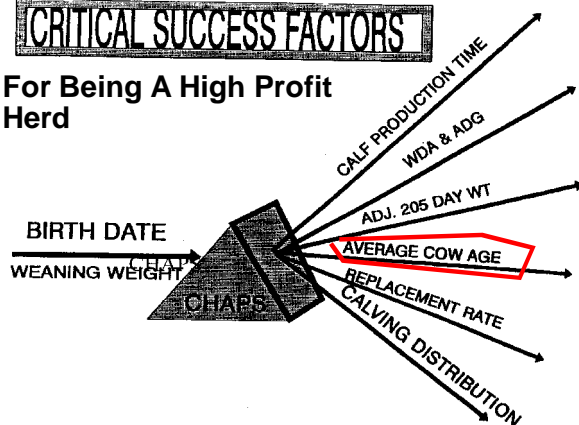 CRITICAL SUCCESS FACTORS
For Being A High Profit
Herd
CALF PRODUCTION TIME
WDA & ADG
ADJ. 205 DAY WT
AVERAGE COW AGE
REPLACEMENT RATE
CALVING DISTRIBUTION
BIRTH DATE
CHAPS
WEANING WEIGHT
CHAPS